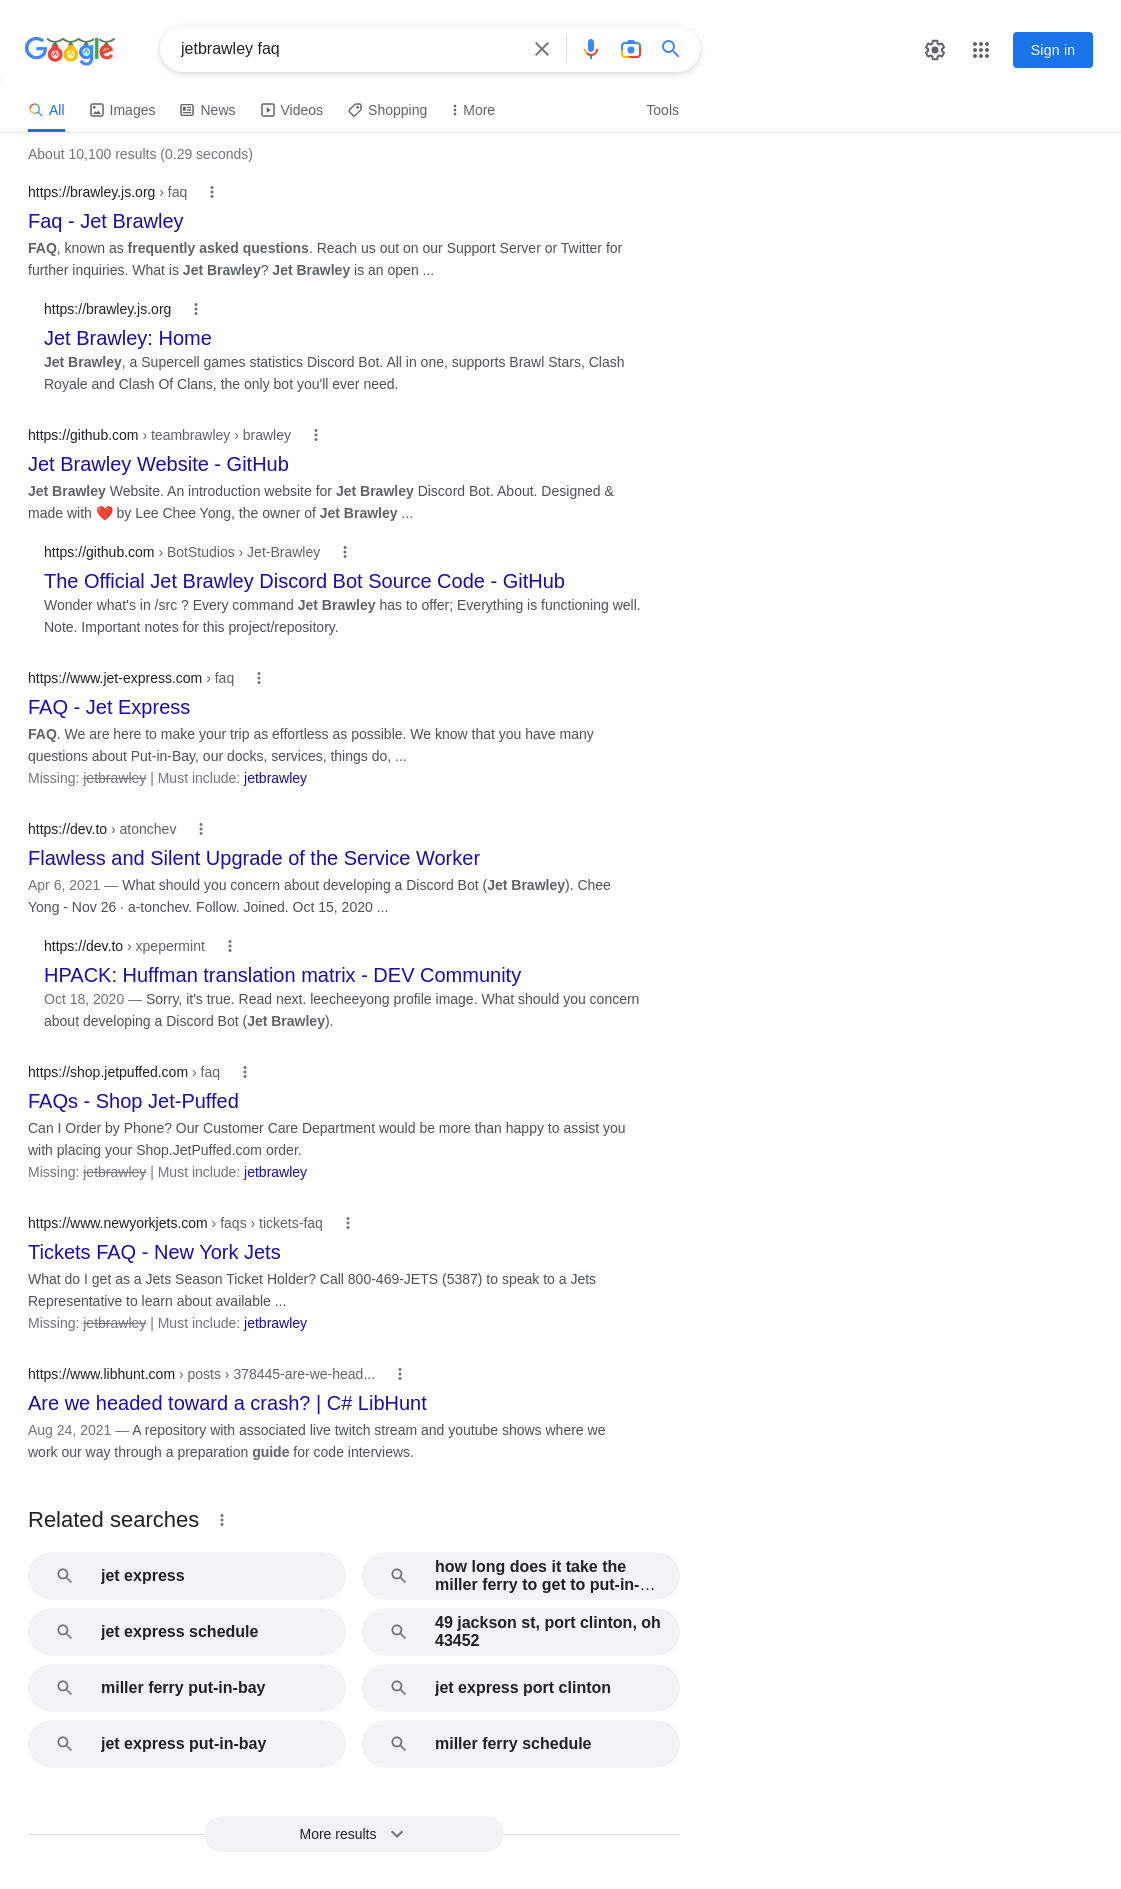 Google
jetbrawley faq
Sign in
All Images News Videos Shopping More Tools
About 10,100 results (0.29 seconds)
https://brawley.js.org › faq
Faq - Jet Brawley
FAQ, known as frequently asked questions. Reach us out on our Support Server or Twitter for
further inquiries. What is Jet Brawley? Jet Brawley is an open ...
https://brawley.js.org
Jet Brawley: Home
Jet Brawley, a Supercell games statistics Discord Bot. All in one, supports Brawl Stars, Clash
Royale and Clash Of Clans, the only bot you'll ever need.
https://github.com › teambrawley › brawley
Jet Brawley Website - GitHub
Jet Brawley Website. An introduction website for Jet Brawley Discord Bot. About. Designed &
made with ❤️ by Lee Chee Yong, the owner of Jet Brawley ...
https://github.com › BotStudios › Jet-Brawley
The Official Jet Brawley Discord Bot Source Code - GitHub
Wonder what's in /src ? Every command Jet Brawley has to offer; Everything is functioning well.
Note. Important notes for this project/repository.
https://www.jet-express.com › faq
FAQ - Jet Express
FAQ. We are here to make your trip as effortless as possible. We know that you have many
questions about Put-in-Bay, our docks, services, things do, ...
Missing: jetbrawley | Must include: jetbrawley
https://dev.to › atonchev
Flawless and Silent Upgrade of the Service Worker
Apr 6, 2021 — What should you concern about developing a Discord Bot (Jet Brawley). Chee
Yong - Nov 26 · a-tonchev. Follow. Joined. Oct 15, 2020 ...
https://dev.to › xpepermint
HPACK: Huffman translation matrix - DEV Community
Oct 18, 2020 — Sorry, it's true. Read next. leecheeyong profile image. What should you concern
about developing a Discord Bot (Jet Brawley).
https://shop.jetpuffed.com › faq
FAQs - Shop Jet-Puffed
Can I Order by Phone? Our Customer Care Department would be more than happy to assist you
with placing your Shop.JetPuffed.com order.
Missing: jetbrawley | Must include: jetbrawley
https://www.newyorkjets.com › faqs › tickets-faq
Tickets FAQ - New York Jets
What do I get as a Jets Season Ticket Holder? Call 800-469-JETS (5387) to speak to a Jets
Representative to learn about available ...
Missing: jetbrawley | Must include: jetbrawley
https://www.libhunt.com › posts › 378445-are-we-head...
Are we headed toward a crash? | C# LibHunt
Aug 24, 2021 — A repository with associated live twitch stream and youtube shows where we
work our way through a preparation guide for code interviews.
Related searches
jet express
how long does it take the
miller ferry to get to put-in-…
jet express schedule
49 jackson st, port clinton, oh
43452
miller ferry put-in-bay
jet express port clinton
jet express put-in-bay
miller ferry schedule
More results